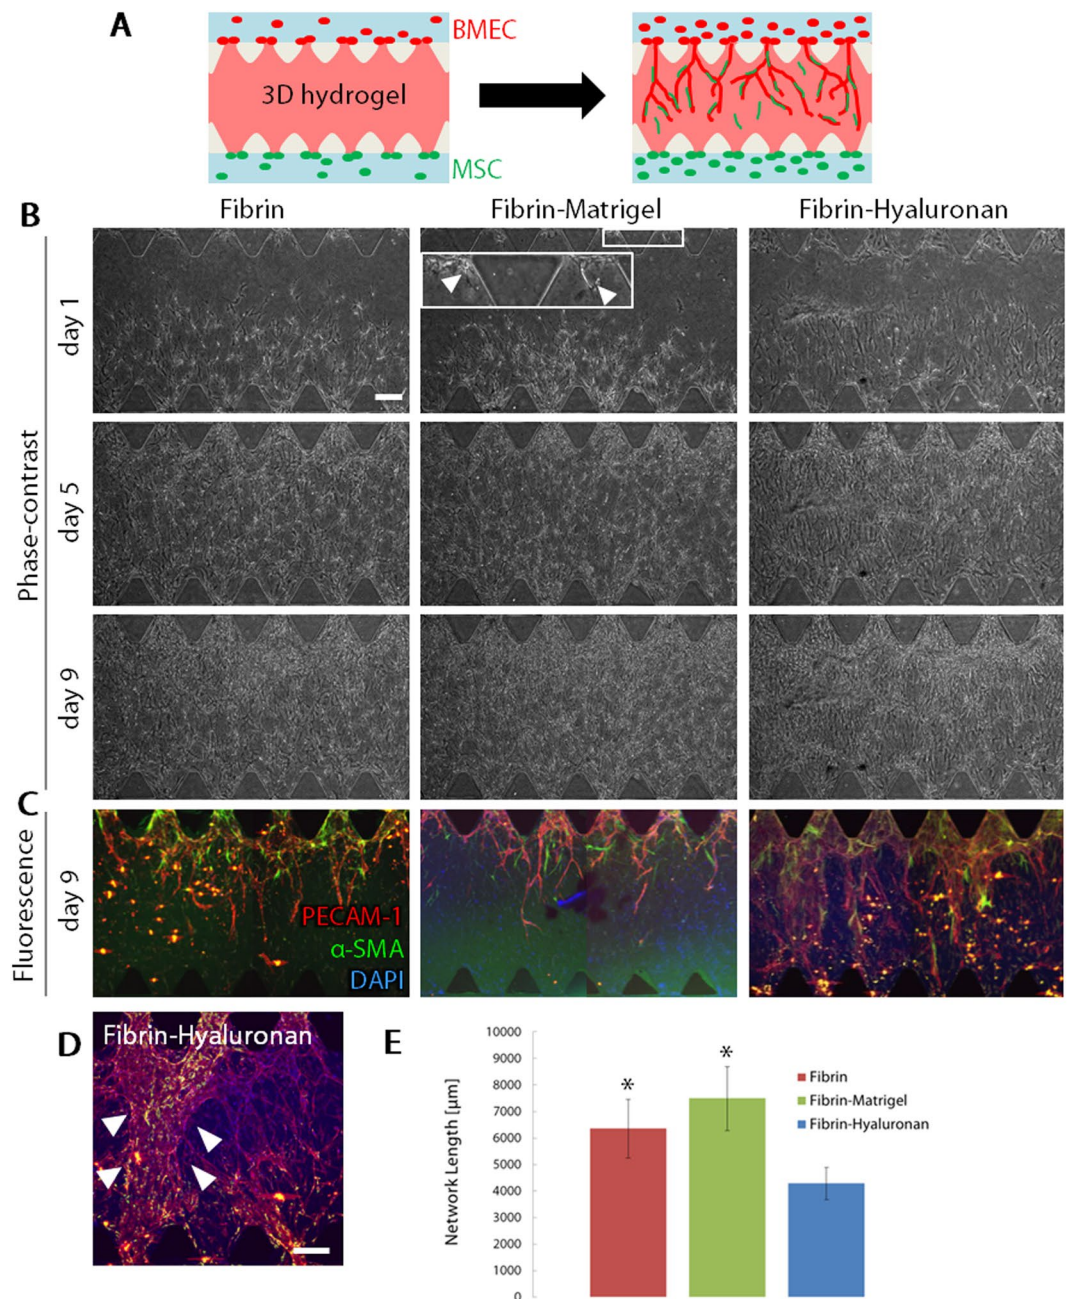 A
BMEC
3D hydrogel
MSC
B
Fibrin
Fibrin-Matrigel
Fibrin-Hyaluronan
Phase-contrast
day 1
day 5
day 9
C
Fluorescence
day 9
PECAM-1
α-SMA
DAPI
D
Fibrin-Hyaluronan
E
Network Length [µm]
10000
9000
8000
7000
6000
5000
4000
3000
2000
1000
0
*
*
Fibrin
Fibrin-Matrigel
Fibrin-Hyaluronan